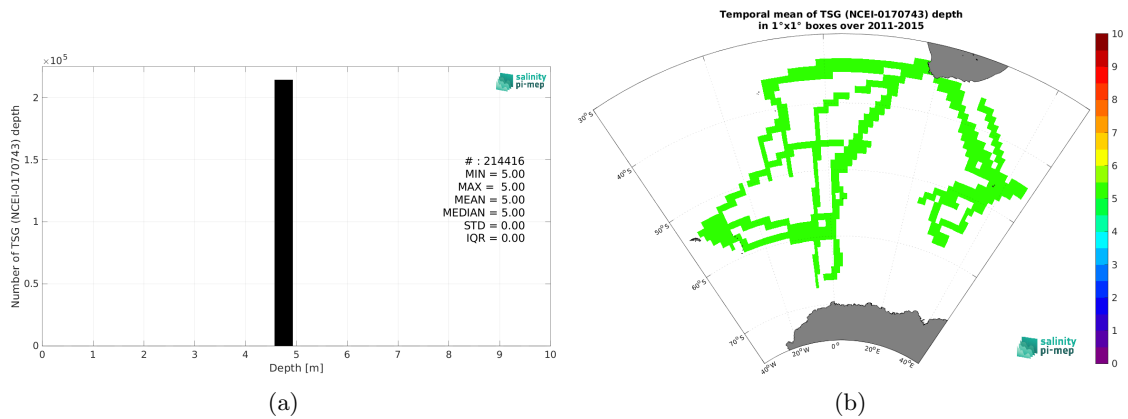 ×10^5
2
1.5
1
0.5
0
Number of TSG (NCEI-0170743) depth
salinity
pi-mep
# : 214416
MIN = 5.00
MAX = 5.00
MEAN = 5.00
MEDIAN = 5.00
STD = 0.00
IQR = 0.00
0 1 2 3 4 5 6 7 8 9 10
Depth [m]
(a)
Temporal mean of TSG (NCEI-0170743) depth
in 1°x1° boxes over 2011-2015
30°S
40°S
50°S
60°S
70°S
40°W
20°W
0°
20°E
40°E
10
9
8
7
6
5
4
3
2
1
0
salinity
pi-mep
(b)